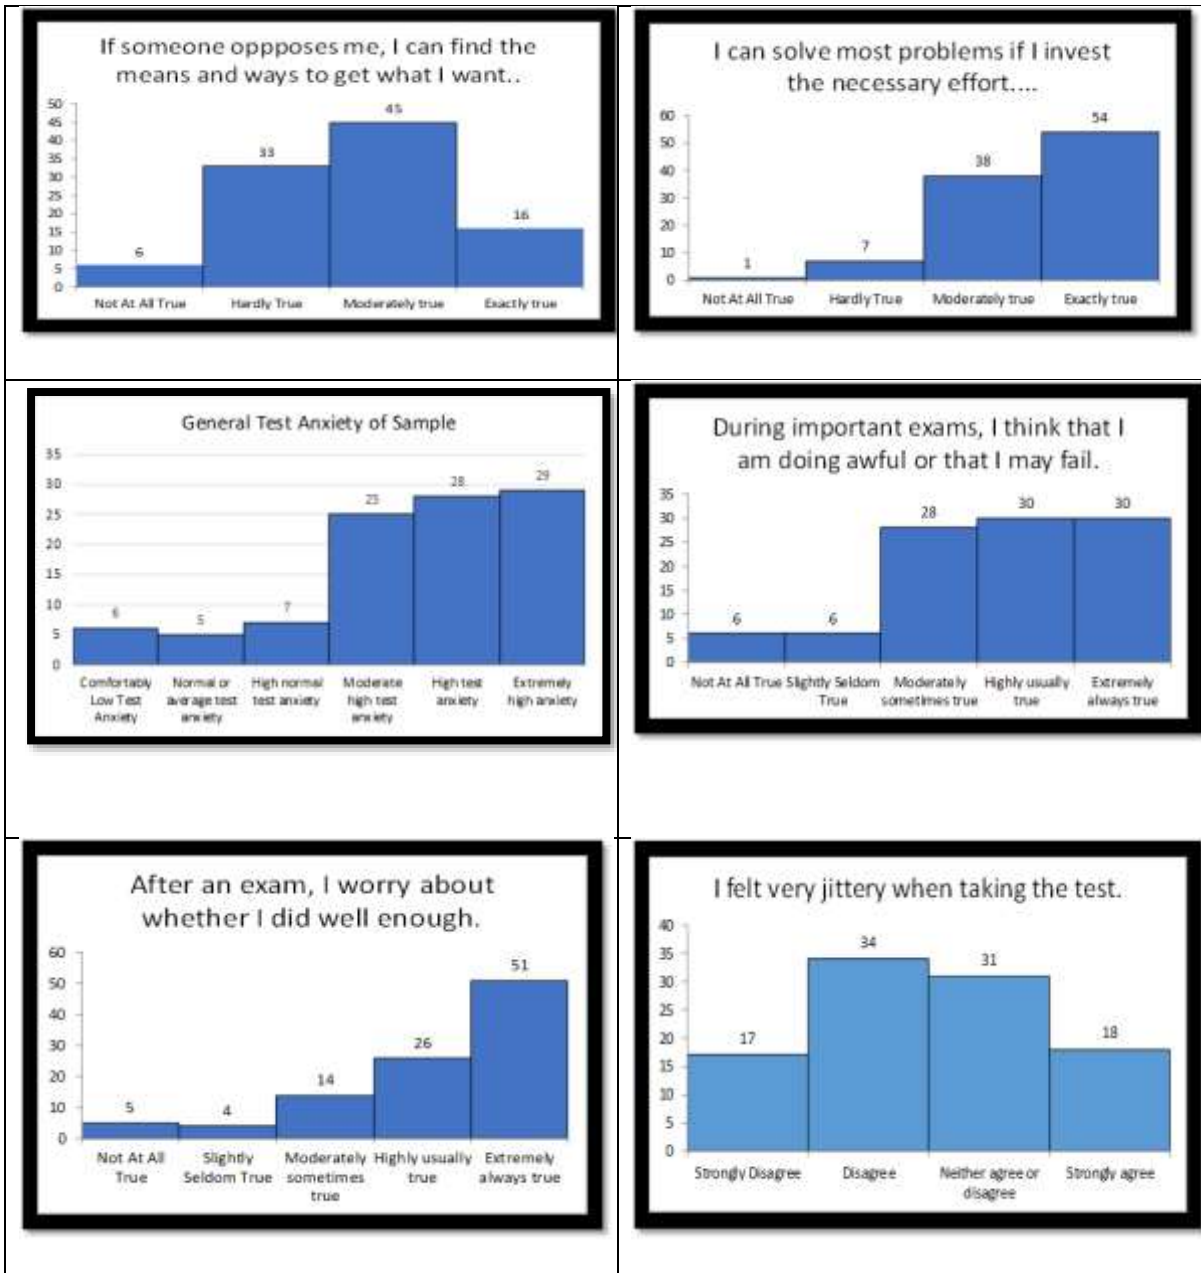 If someone oppposes me, I can find the
means and ways to get what I want..
50
45
40
35
30
25
20
15
10
5
0
6
33
45
16
Not At All True Hardly True Moderately true Exactly true
I can solve most problems if I invest
the necessary effort....
60
50
40
30
20
10
0
1
7
38
54
Not At All True Hardly True Moderately true Exactly true
General Test Anxiety of Sample
35
30
25
20
15
10
5
0
6
5
7
25
28
29
Comfortably Low Test Anxiety
Normal or average test anxiety
High normal test anxiety
Moderate high test anxiety
High test anxiety
Extremely high anxiety
During important exams, I think that I
am doing awful or that I may fail.
35
30
25
20
15
10
5
0
6
6
28
30
30
Not At All True
Slightly Seldom True
Moderately sometimes true
Highly usually true
Extremely always true
After an exam, I worry about
whether I did well enough.
60
50
40
30
20
10
0
5
4
14
26
51
Not At All True
Slightly Seldom True
Moderately sometimes true
Highly usually true
Extremely always true
I felt very jittery when taking the test.
40
35
30
25
20
15
10
5
0
17
34
31
18
Strongly Disagree
Disagree
Neither agree or disagree
Strongly agree